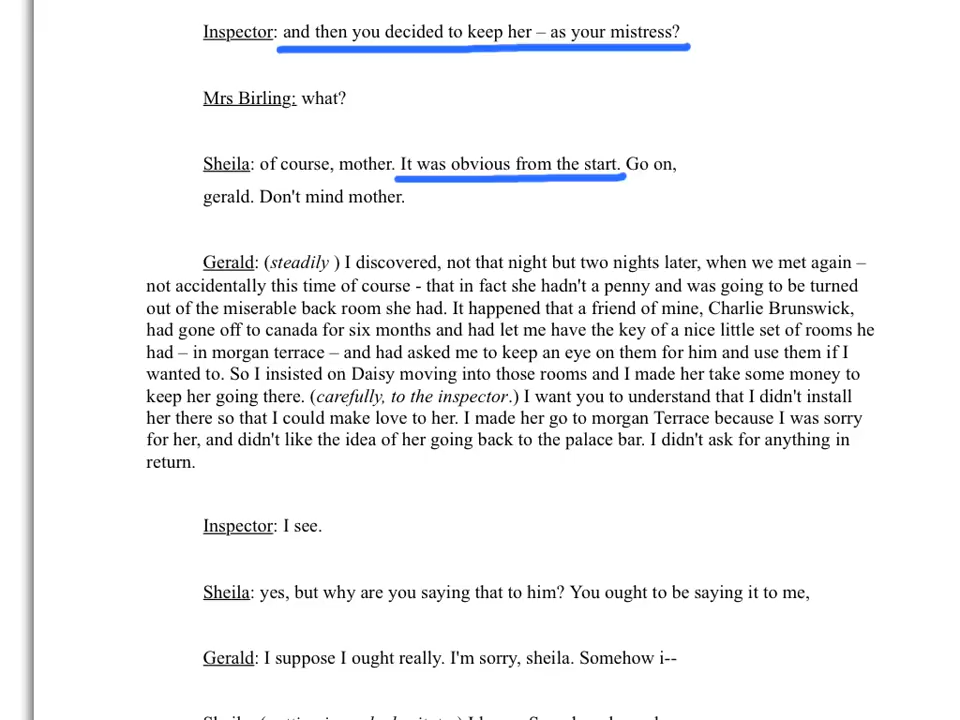 Inspector: and then you decided to keep her – as your mistress?
Mrs Birling: what?
Sheila: of course, mother. It was obvious from the start. Go on,
gerald. Don't mind mother.
Gerald: (steadily ) I discovered, not that night but two nights later, when we met again –
not accidentally this time of course - that in fact she hadn't a penny and was going to be turned
out of the miserable back room she had. It happened that a friend of mine, Charlie Brunswick,
had gone off to canada for six months and had let me have the key of a nice little set of rooms he
had – in morgan terrace – and had asked me to keep an eye on them for him and use them if I
wanted to. So I insisted on Daisy moving into those rooms and I made her take some money to
keep her going there. (carefully, to the inspector.) I want you to understand that I didn't install
her there so that I could make love to her. I made her go to morgan Terrace because I was sorry
for her, and didn't like the idea of her going back to the palace bar. I didn't ask for anything in
return.
Inspector: I see.
Sheila: yes, but why are you saying that to him? You ought to be saying it to me,
Gerald: I suppose I ought really. I'm sorry, sheila. Somehow i--